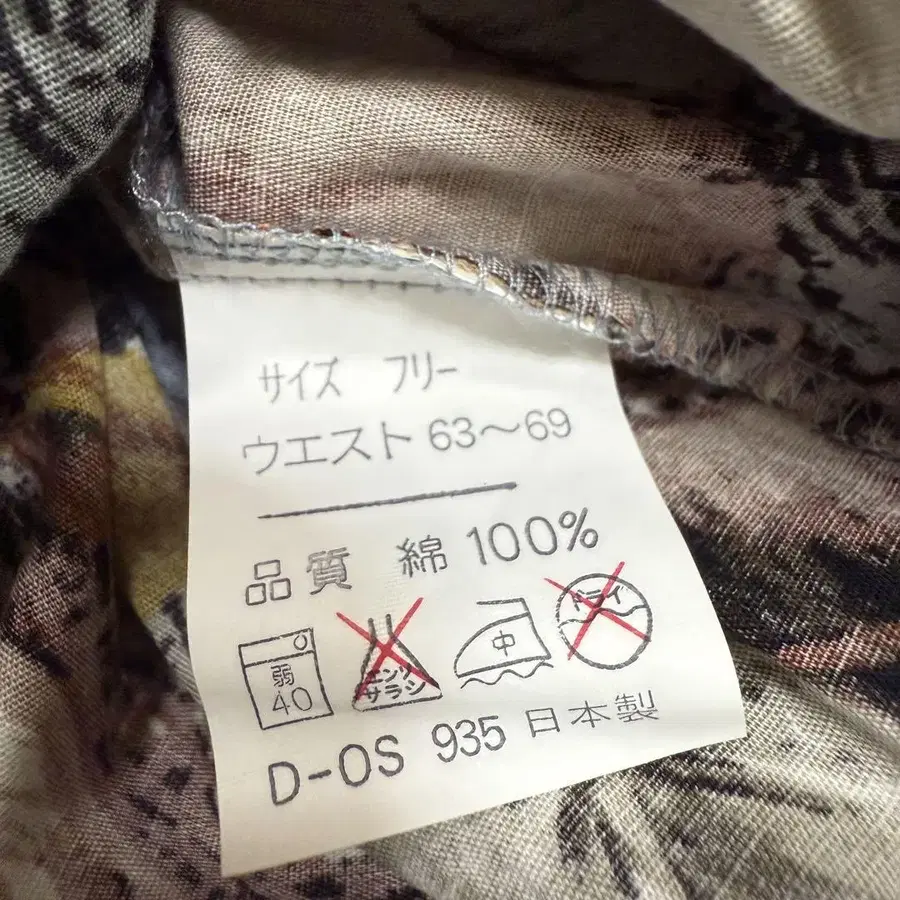 サイズ フリー
ウエスト 63〜69
品質 綿 100%
弱 40 エンソ サラシ 中 ドライ
D-OS 935 日本製